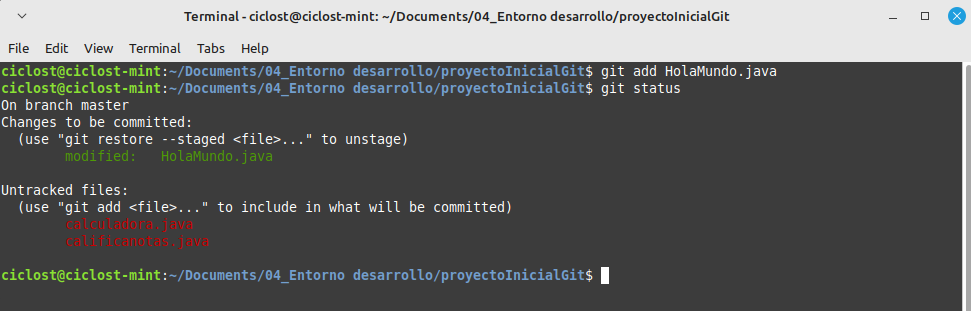 Terminal - ciclost@ciclost-mint: ~/Documents/04_Entorno desarrollo/proyectoInicialGit
File Edit View Terminal Tabs Help
ciclost@ciclost-mint:~/Documents/04_Entorno desarrollo/proyectoInicialGit$ git add HolaMundo.java
ciclost@ciclost-mint:~/Documents/04_Entorno desarrollo/proyectoInicialGit$ git status
On branch master
Changes to be committed:
  (use "git restore --staged <file>..." to unstage)
        modified:   HolaMundo.java

Untracked files:
  (use "git add <file>..." to include in what will be committed)
        calculadora.java
        calificanotas.java

ciclost@ciclost-mint:~/Documents/04_Entorno desarrollo/proyectoInicialGit$